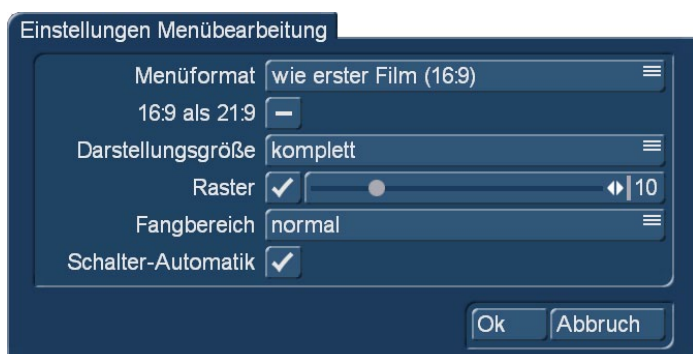 Einstellungen Menübearbeitung
Menüformat wie erster Film (16:9)
16:9 als 21:9
Darstellungsgröße komplett
Raster 10
Fangbereich normal
Schalter-Automatik
Ok Abbruch